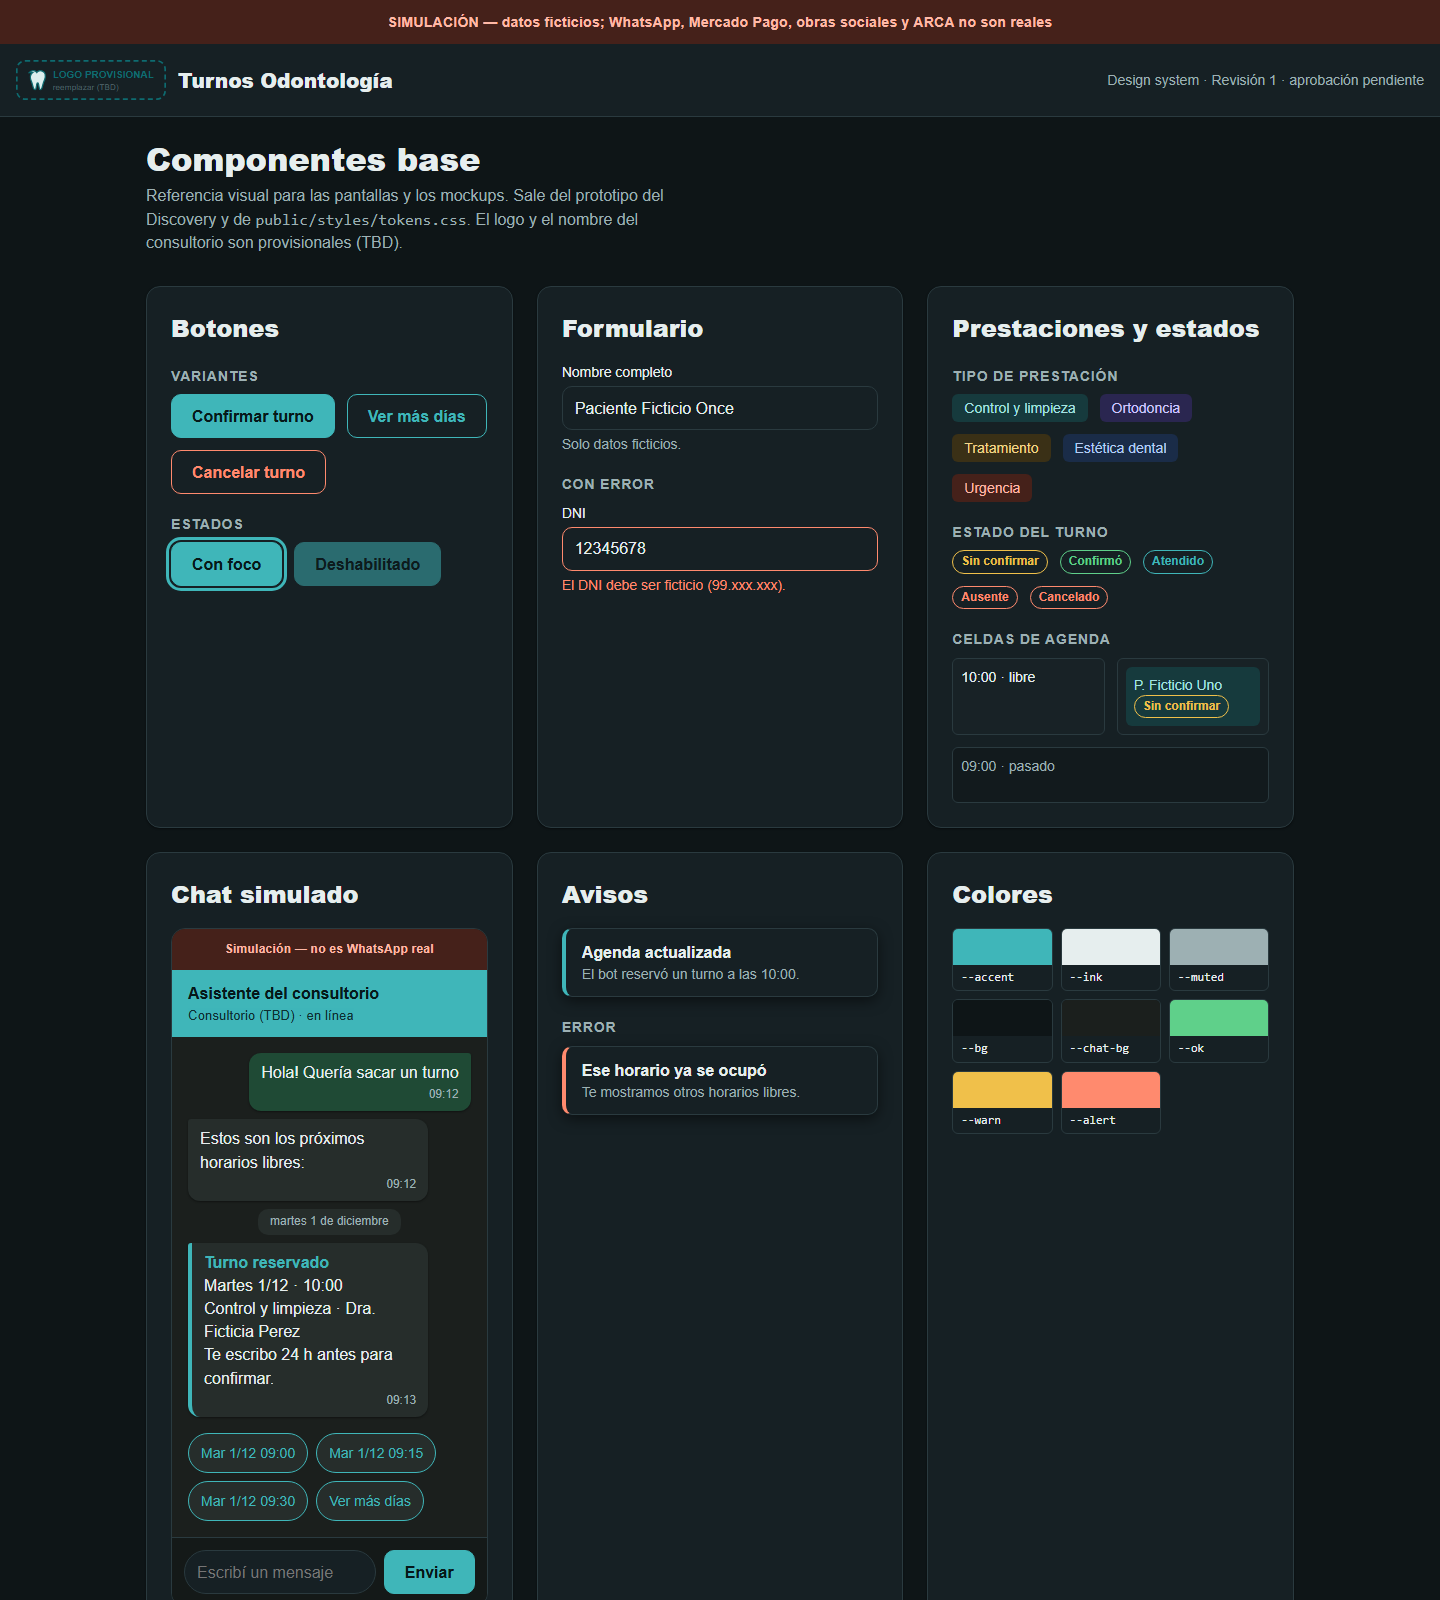 SIMULACIÓN — datos ficticios; WhatsApp, Mercado Pago, obras sociales y ARCA no son reales
LOGO PROVISIONAL
reemplazar (TBD)
Turnos Odontología
Design system · Revisión 1 · aprobación pendiente
Componentes base
Referencia visual para las pantallas y los mockups. Sale del prototipo del
Discovery y de public/styles/tokens.css. El logo y el nombre del
consultorio son provisionales (TBD).
Botones
VARIANTES
Confirmar turno
Ver más días
Cancelar turno
ESTADOS
Con foco
Deshabilitado
Formulario
Nombre completo
Paciente Ficticio Once
Solo datos ficticios.
CON ERROR
DNI
12345678
El DNI debe ser ficticio (99.xxx.xxx).
Prestaciones y estados
TIPO DE PRESTACIÓN
Control y limpieza
Ortodoncia
Tratamiento
Estética dental
Urgencia
ESTADO DEL TURNO
Sin confirmar
Confirmó
Atendido
Ausente
Cancelado
CELDAS DE AGENDA
10:00 · libre
P. Ficticio Uno
Sin confirmar
09:00 · pasado
Chat simulado
Simulación — no es WhatsApp real
Asistente del consultorio
Consultorio (TBD) · en línea
Hola! Quería sacar un turno
09:12
Estos son los próximos
horarios libres:
09:12
martes 1 de diciembre
Turno reservado
Martes 1/12 · 10:00
Control y limpieza · Dra.
Ficticia Perez
Te escribo 24 h antes para
confirmar.
09:13
Mar 1/12 09:00
Mar 1/12 09:15
Mar 1/12 09:30
Ver más días
Escribí un mensaje
Enviar
Avisos
Agenda actualizada
El bot reservó un turno a las 10:00.
ERROR
Ese horario ya se ocupó
Te mostramos otros horarios libres.
Colores
--accent
--ink
--muted
--bg
--chat-bg
--ok
--warn
--alert